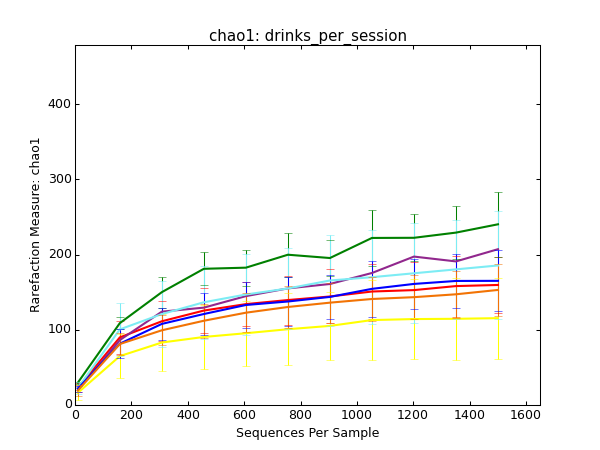 chao1: drinks_per_session
Rarefaction Measure: chao1
400
300
200
100
0
0 200 400 600 800 1000 1200 1400 1600
Sequences Per Sample